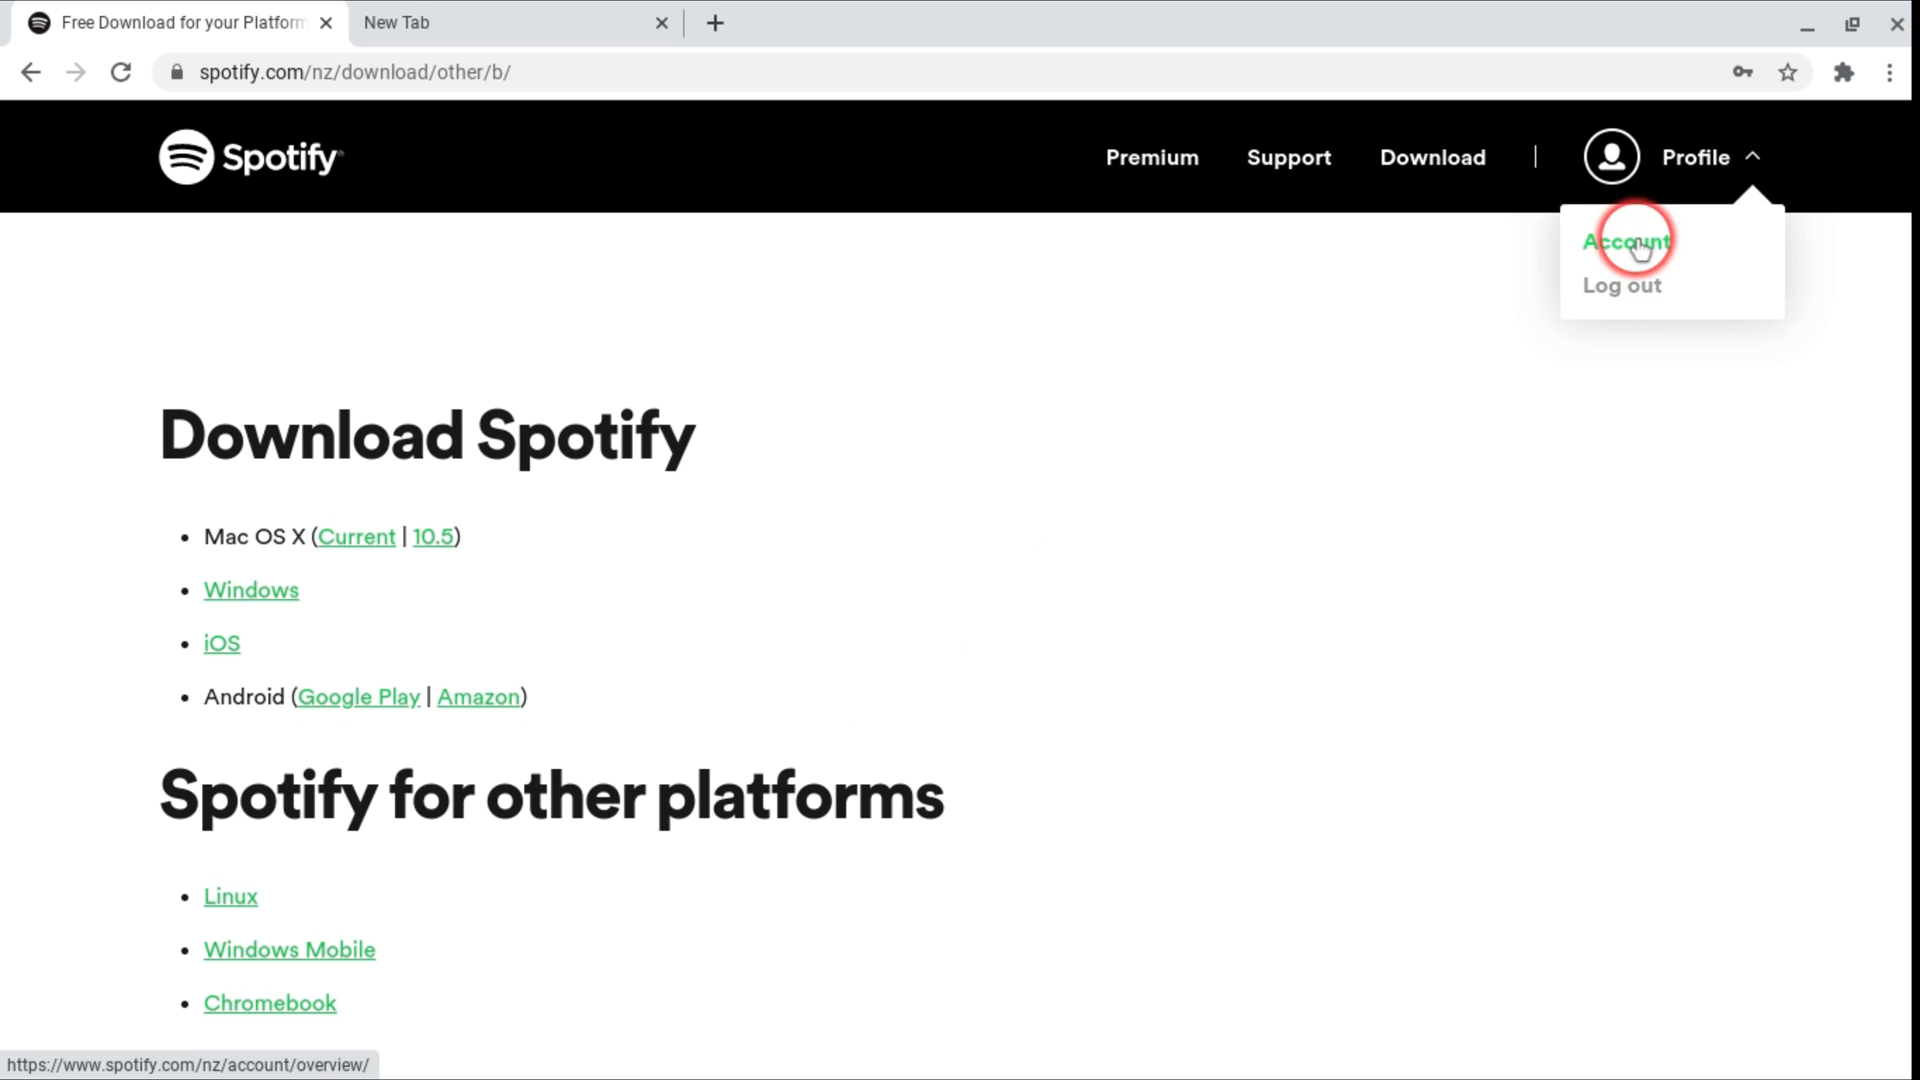 Free Download for your Platform
New Tab
spotify.com/nz/download/other/b/
Spotify
Premium
Support
Download
Profile
Account
Log out
Download Spotify
• Mac OS X (Current | 10.5)
• Windows
• iOS
• Android (Google Play | Amazon)
Spotify for other platforms
• Linux
• Windows Mobile
• Chromebook
https://www.spotify.com/nz/account/overview/